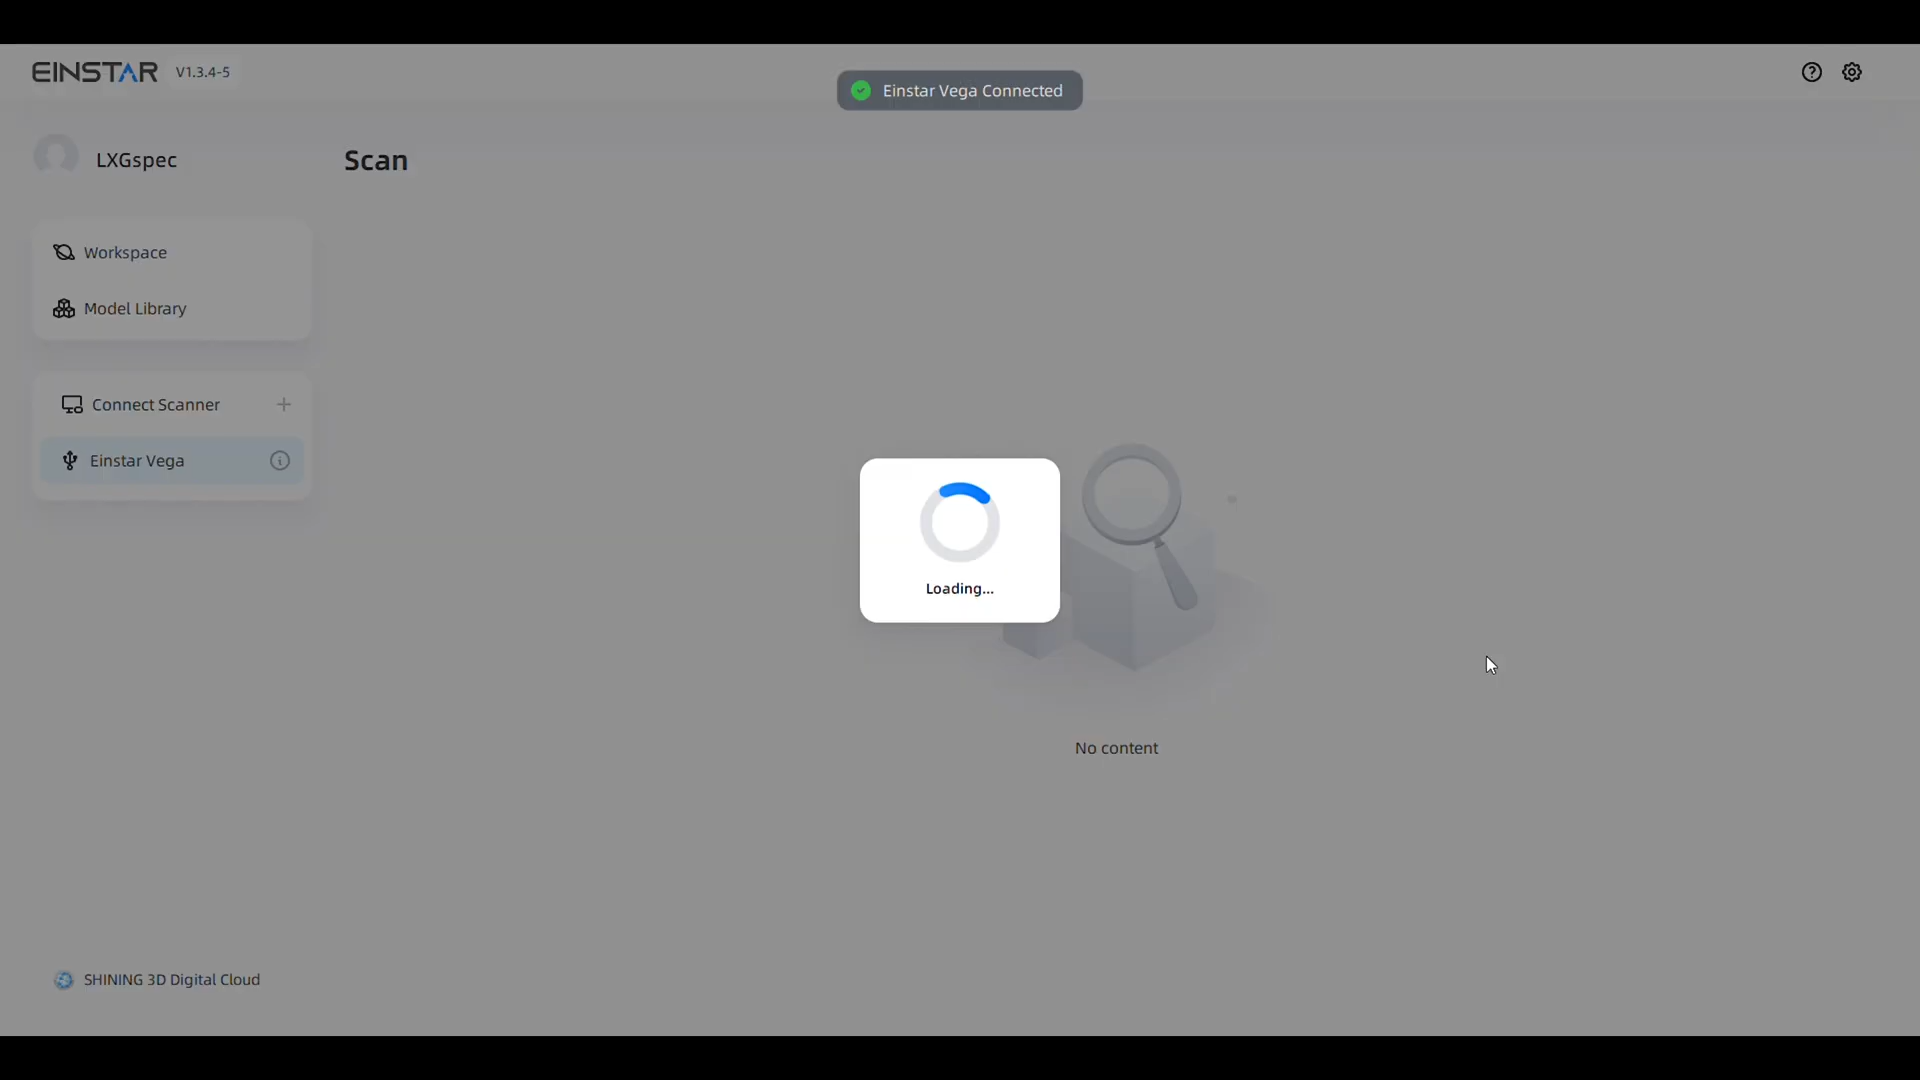 EINSTAR V1.3.4-5
Einstar Vega Connected
LXGspec
Scan
Workspace
Model Library
Connect Scanner
Einstar Vega
Loading...
No content
SHINING 3D Digital Cloud